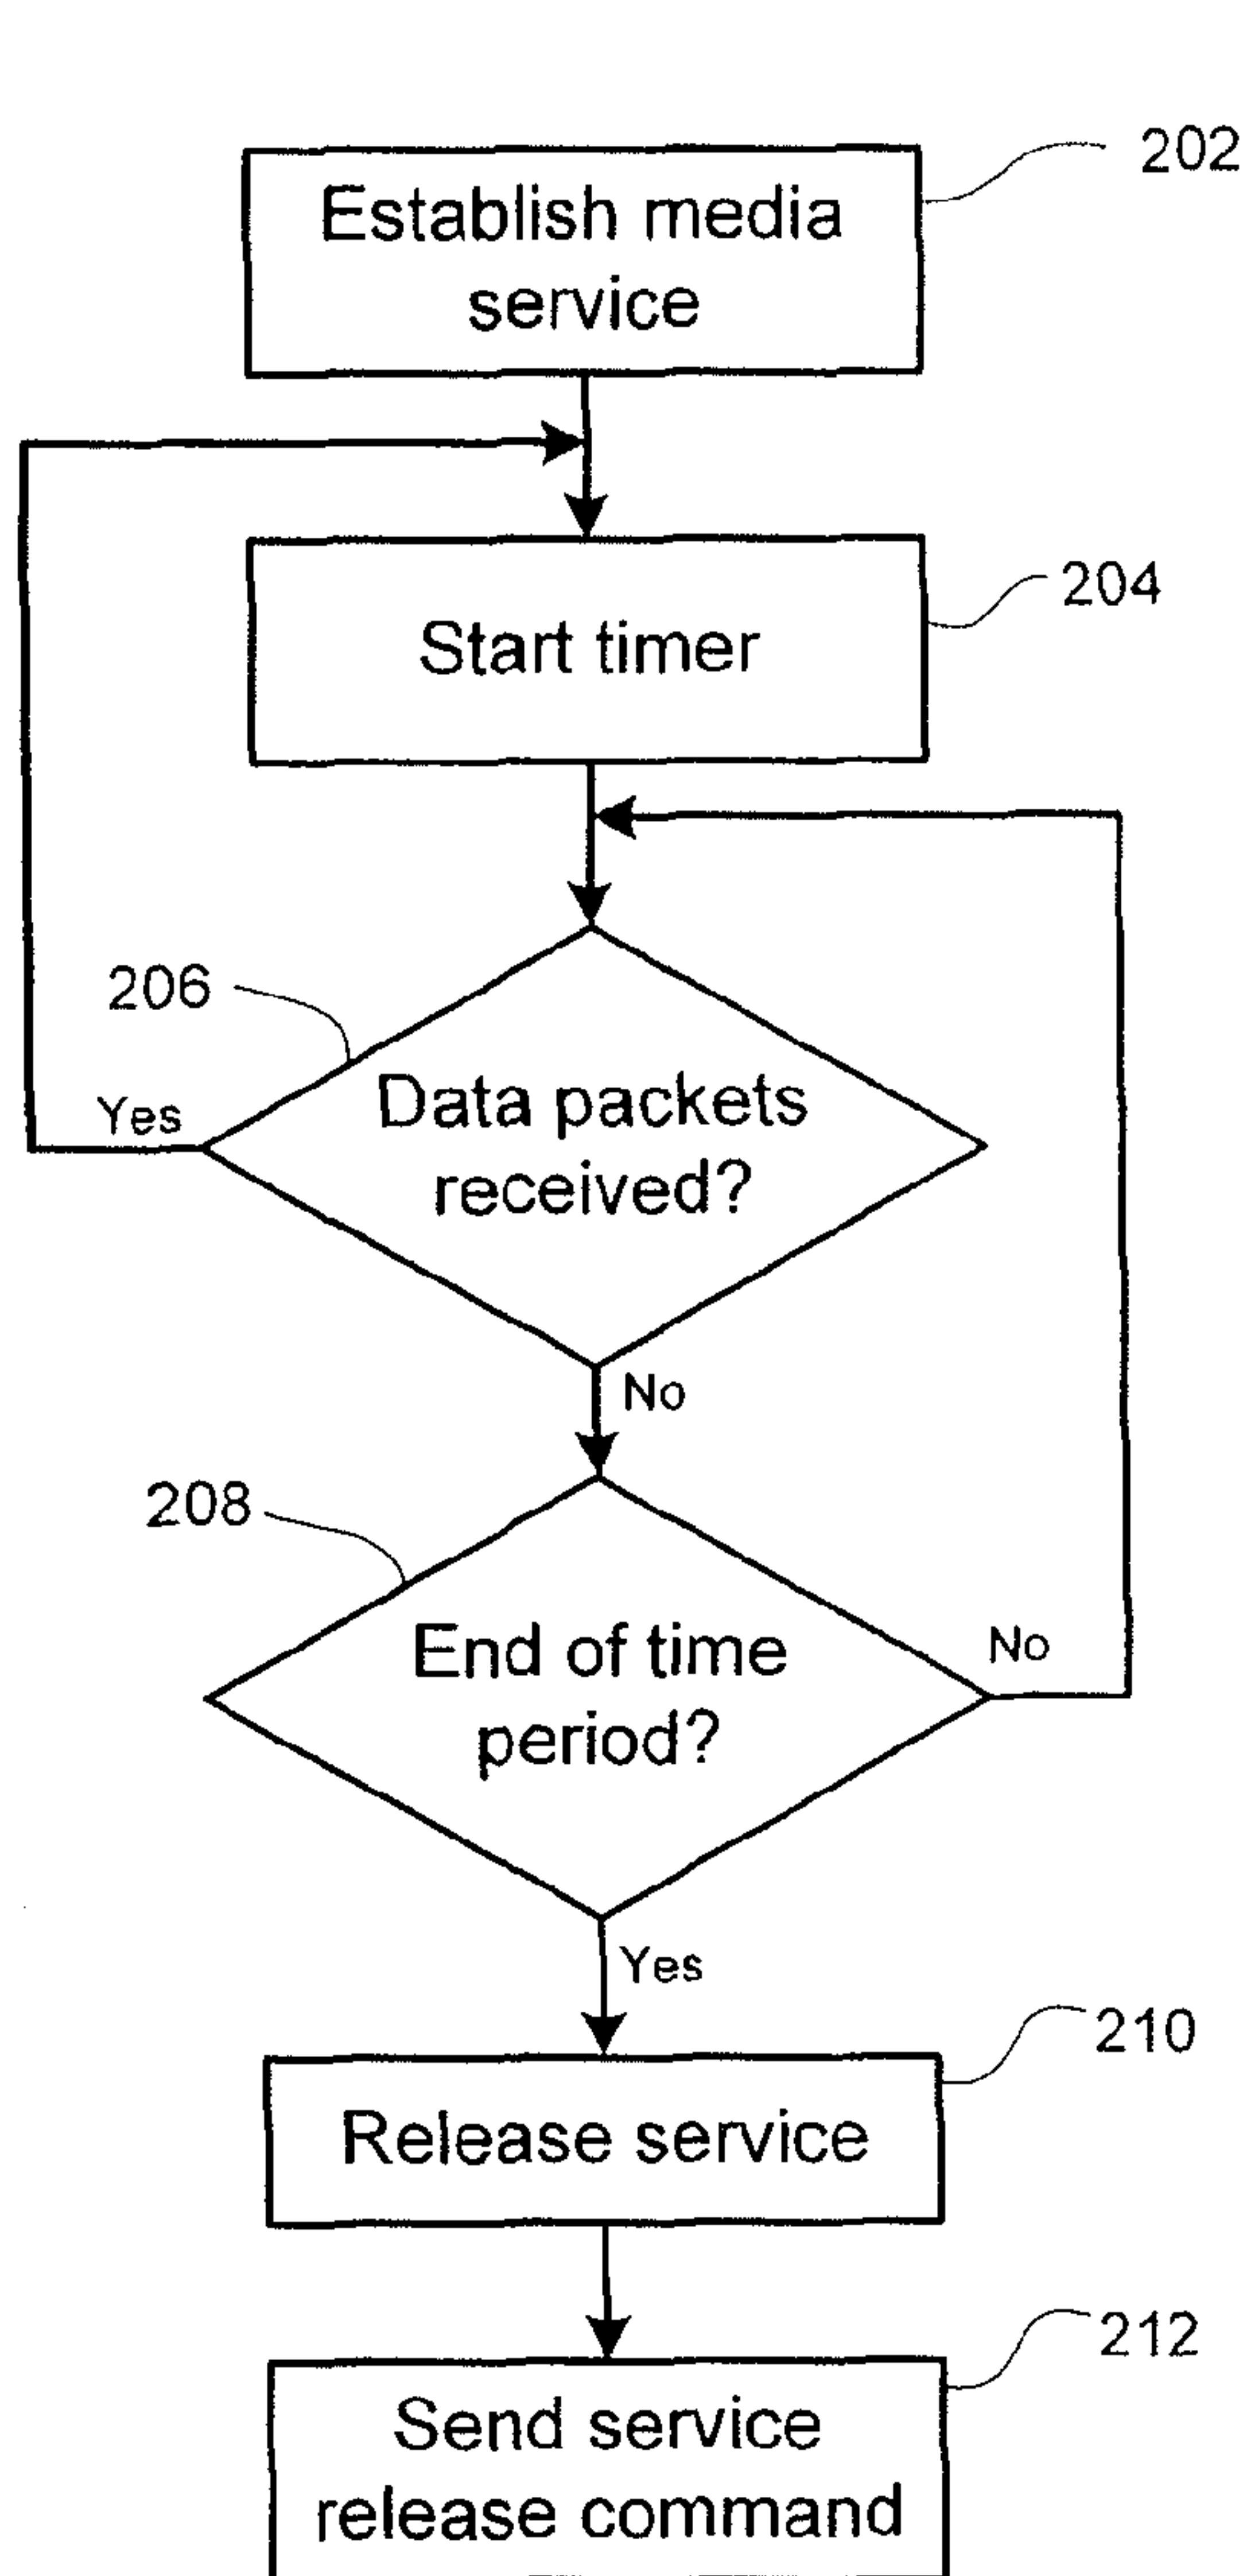 202
Establish media
service
204
Start timer
206
Yes
Data packets
received?
No
208
End of time
period?
No
Yes
210
Release service
212
Send service
release command